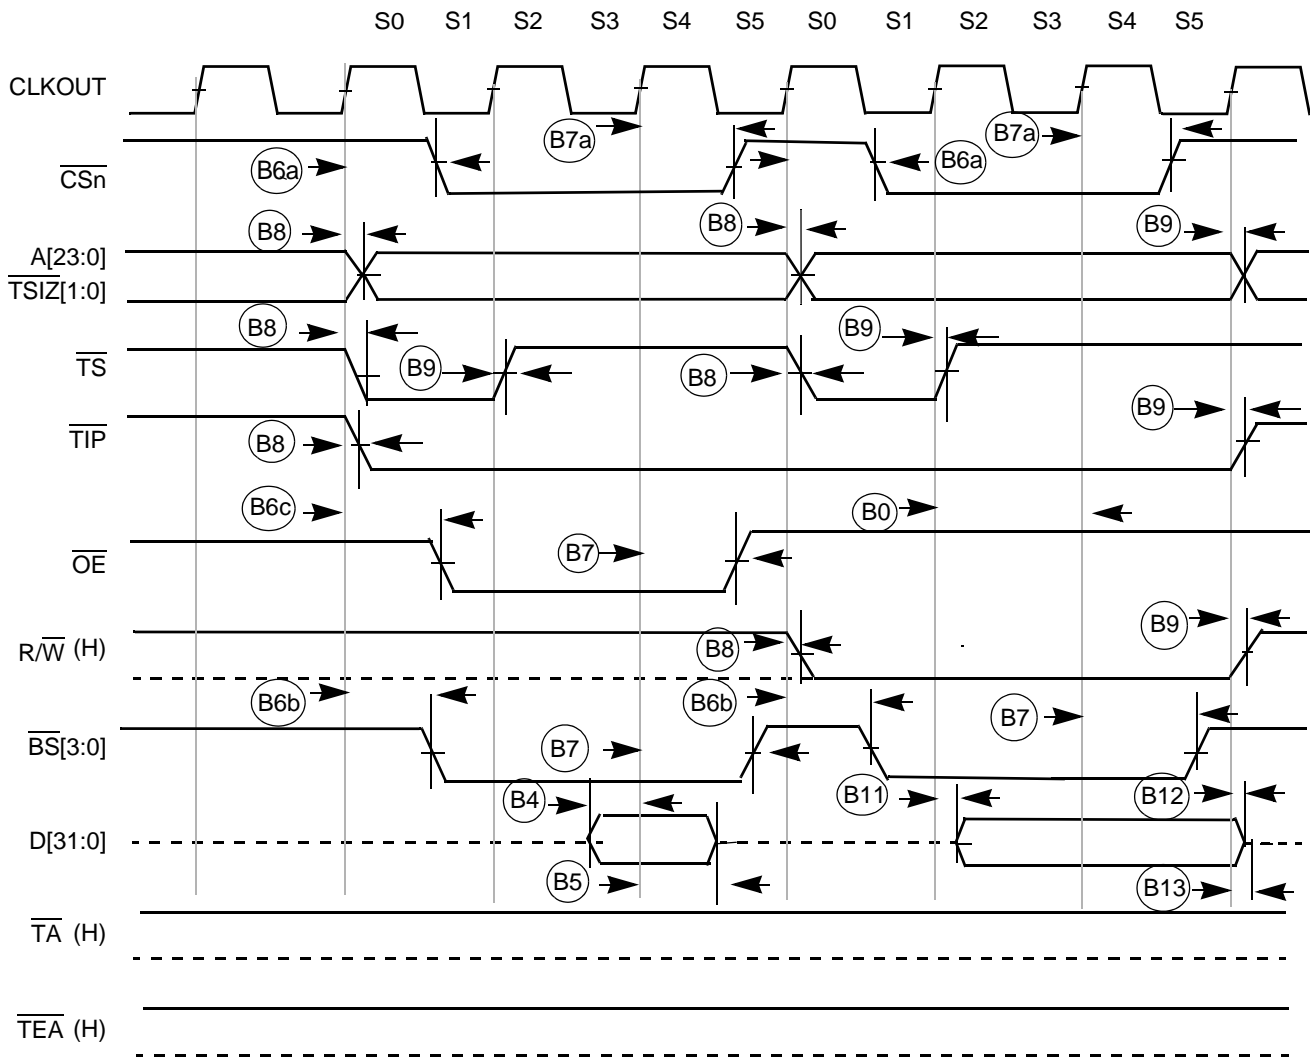 S0 S1 S2 S3 S4 S5 S0 S1 S2 S3 S4 S5
CLKOUT
B7a B7a
CSn B6a B6a
B8 B8 B9
A[23:0]
TSIZ[1:0]
B8 B9
TS B9 B8
B9
TIP B8
B6c B0
OE B7
B9
R/W (H) B8
B6b B6b B7
BS[3:0] B7
B4 B11 B12
D[31:0]
B5 B13
TA (H)
TEA (H)